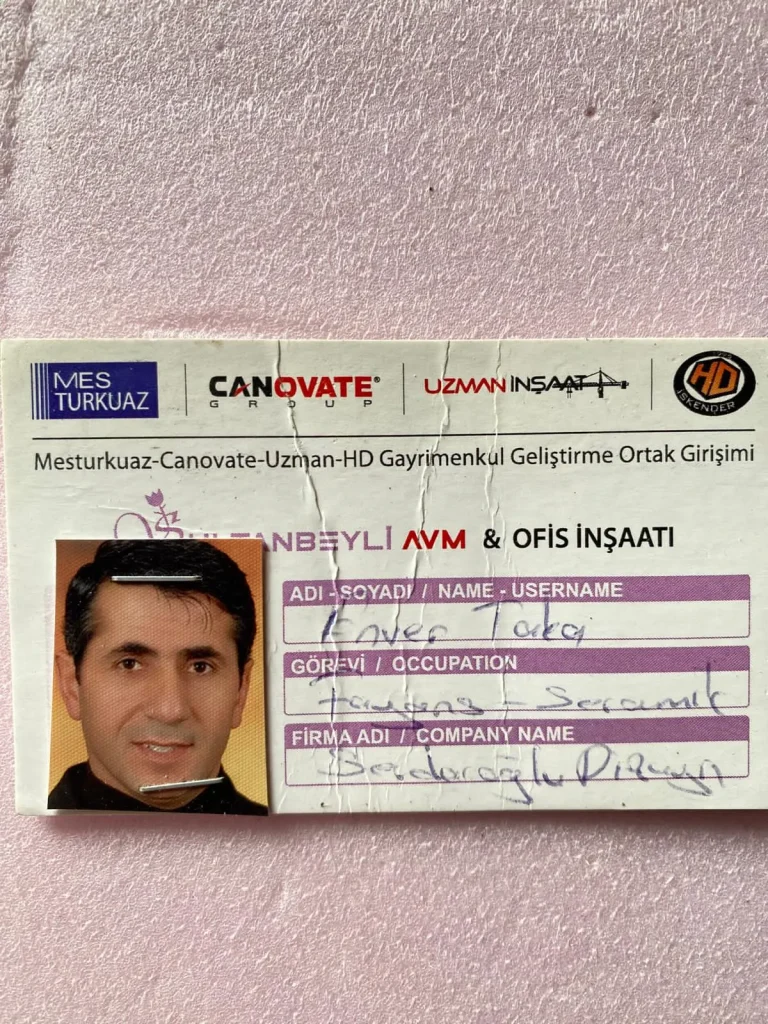 MES
TURKUAZ
CANOVATE®
GROUP
UZMAN İNŞAAT
HD
İSKENDER
Mesturkuaz-Canovate-Uzman-HD Gayrimenkul Geliştirme Ortak Girişimi
SULTANBEYLİ AVM & OFİS İNŞAATI
ADI - SOYADI / NAME - USERNAME
Enver
GÖREVİ / OCCUPATION
fayans - Seramik
FİRMA ADI / COMPANY NAME